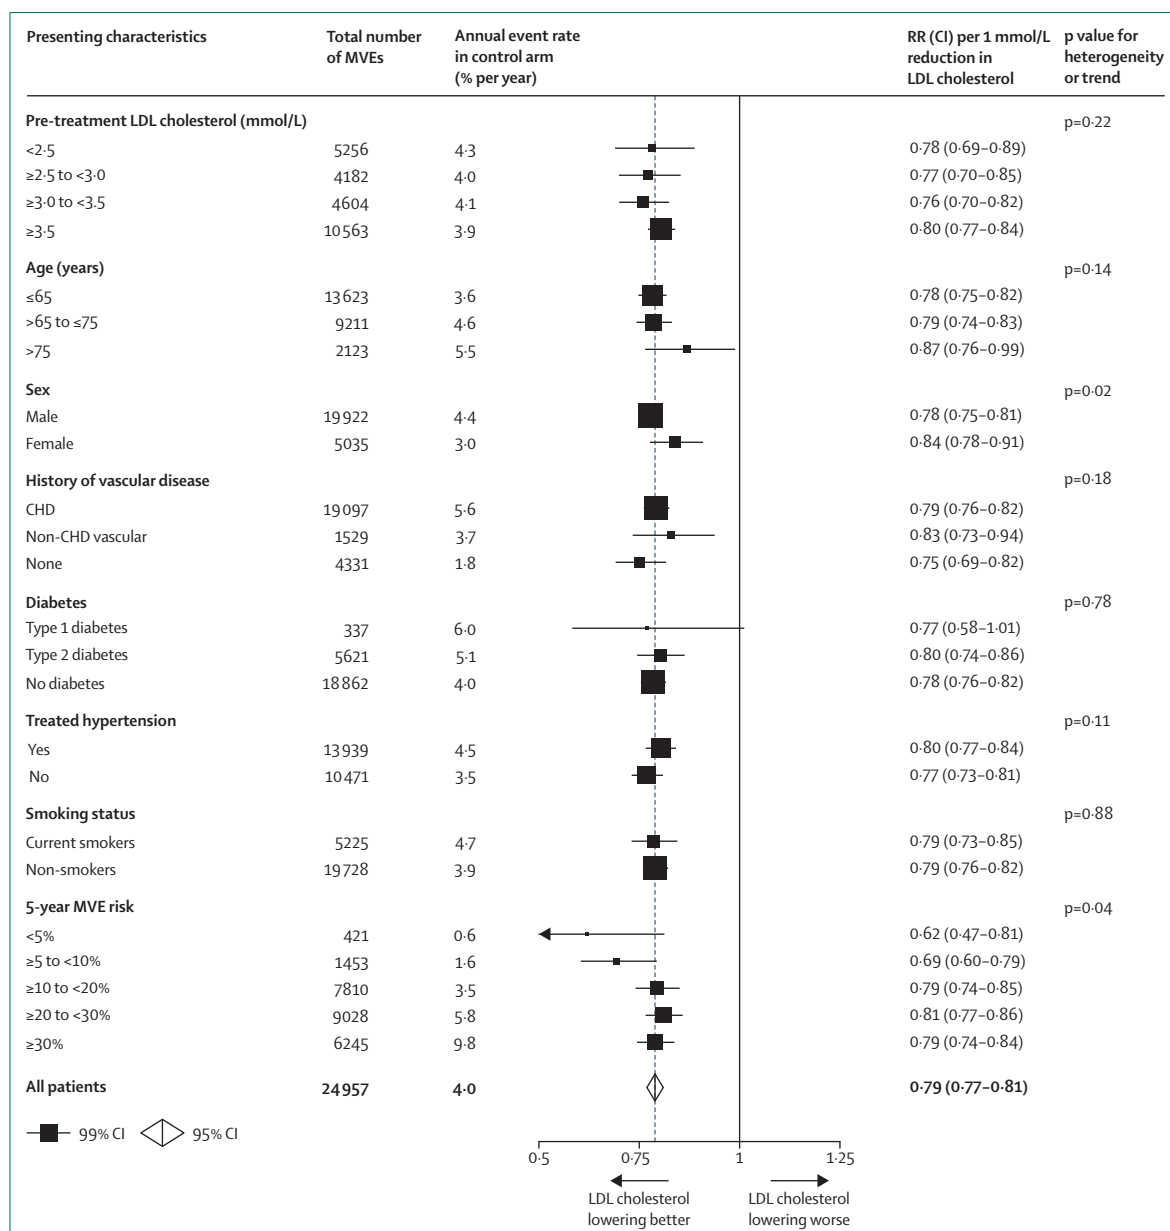 Presenting characteristics Total number of MVEs Annual event rate in control arm (% per year) RR (CI) per 1 mmol/L reduction in LDL cholesterol p value for heterogeneity or trend
Pre-treatment LDL cholesterol (mmol/L) p=0·22
<2·5 5256 4·3 0·78 (0·69–0·89)
≥2·5 to <3·0 4182 4·0 0·77 (0·70–0·85)
≥3·0 to <3·5 4604 4·1 0·76 (0·70–0·82)
≥3·5 10563 3·9 0·80 (0·77–0·84)
Age (years) p=0·14
≤65 13623 3·6 0·78 (0·75–0·82)
>65 to ≤75 9211 4·6 0·79 (0·74–0·83)
>75 2123 5·5 0·87 (0·76–0·99)
Sex p=0·02
Male 19922 4·4 0·78 (0·75–0·81)
Female 5035 3·0 0·84 (0·78–0·91)
History of vascular disease p=0·18
CHD 19097 5·6 0·79 (0·76–0·82)
Non-CHD vascular 1529 3·7 0·83 (0·73–0·94)
None 4331 1·8 0·75 (0·69–0·82)
Diabetes p=0·78
Type 1 diabetes 337 6·0 0·77 (0·58–1·01)
Type 2 diabetes 5621 5·1 0·80 (0·74–0·86)
No diabetes 18862 4·0 0·78 (0·76–0·82)
Treated hypertension p=0·11
Yes 13939 4·5 0·80 (0·77–0·84)
No 10471 3·5 0·77 (0·73–0·81)
Smoking status p=0·88
Current smokers 5225 4·7 0·79 (0·73–0·85)
Non-smokers 19728 3·9 0·79 (0·76–0·82)
5-year MVE risk p=0·04
<5% 421 0·6 0·62 (0·47–0·81)
≥5 to <10% 1453 1·6 0·69 (0·60–0·79)
≥10 to <20% 7810 3·5 0·79 (0·74–0·85)
≥20 to <30% 9028 5·8 0·81 (0·77–0·86)
≥30% 6245 9·8 0·79 (0·74–0·84)
All patients 24957 4·0 0·79 (0·77–0·81)
99% CI 95% CI
0·5 0·75 1 1·25
LDL cholesterol lowering better
LDL cholesterol lowering worse